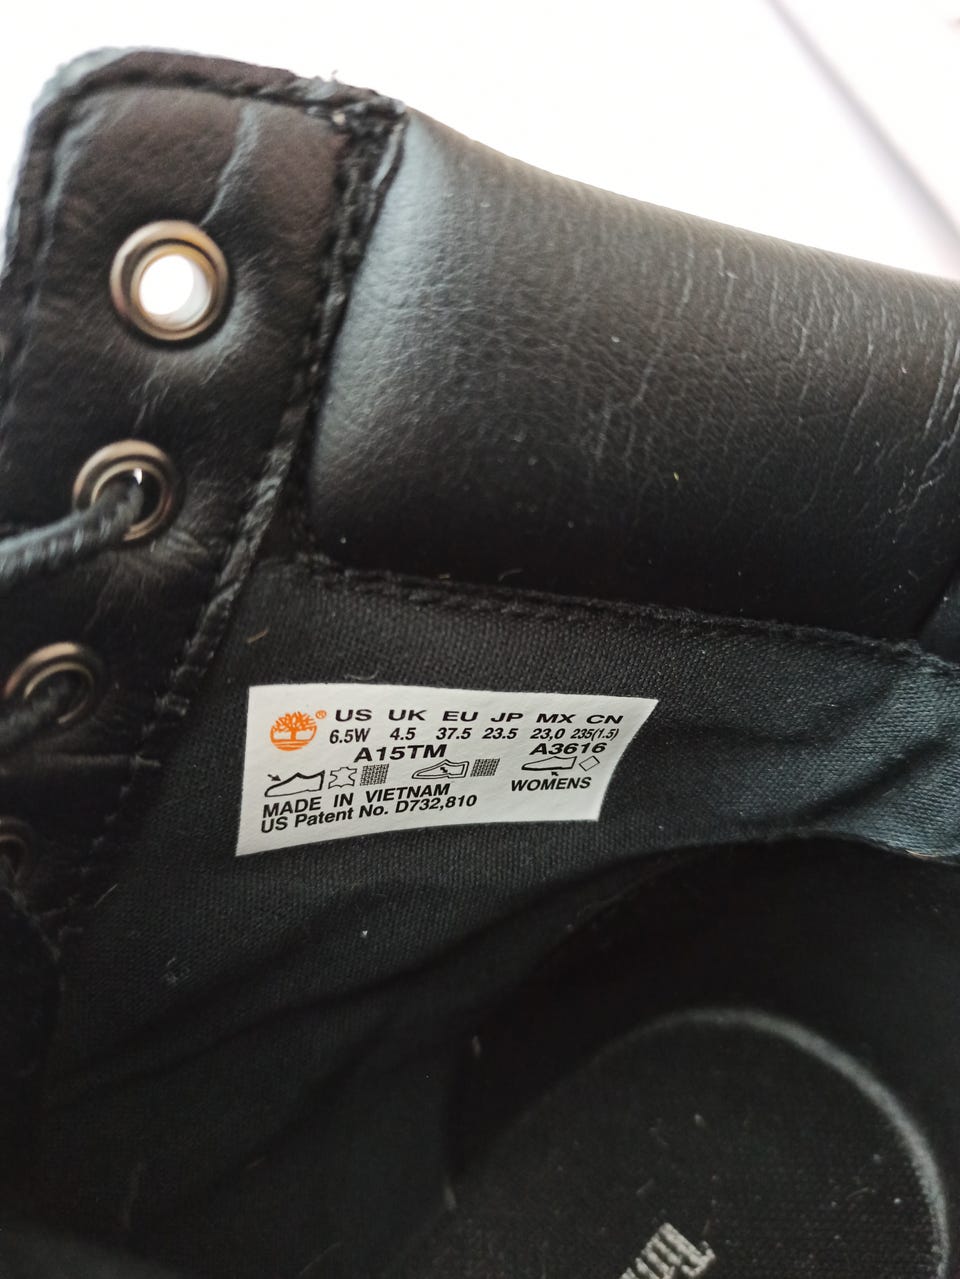 ® US UK EU JP MX CN
6.5W 4.5 37.5 23.5 23,0 235(1.5)
A15TM A3616
WOMENS
MADE IN VIETNAM
US Patent No. D732,810